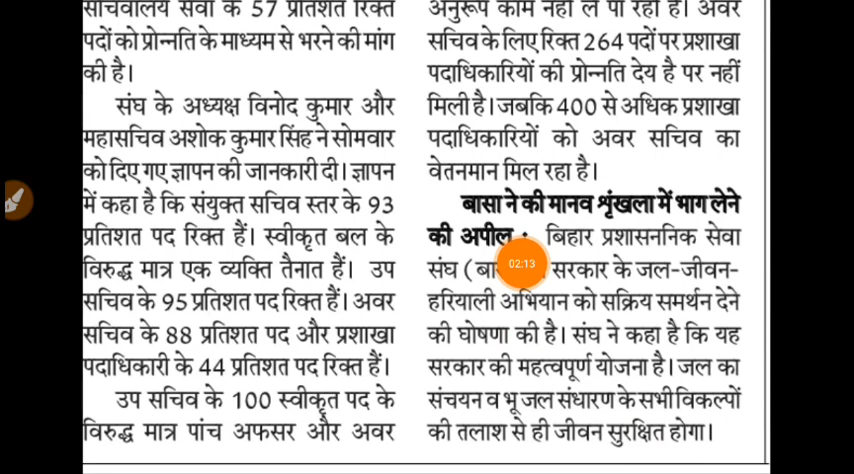 सचिवालय सेवा के 57 प्रतिशत रिक्त
पदों को प्रोन्नति के माध्यम से भरने की मांग
की है।
संघ के अध्यक्ष विनोद कुमार और
महासचिव अशोक कुमार सिंह ने सोमवार
को दिए गए ज्ञापन की जानकारी दी। ज्ञापन
में कहा है कि संयुक्त सचिव स्तर के 93
प्रतिशत पद रिक्त हैं। स्वीकृत बल के
विरुद्ध मात्र एक व्यक्ति तैनात हैं। उप
सचिव के 95 प्रतिशत पद रिक्त हैं। अवर
सचिव के 88 प्रतिशत पद और प्रशाखा
पदाधिकारी के 44 प्रतिशत पद रिक्त हैं।
उप सचिव के 100 स्वीकृत पद के
विरुद्ध मात्र पांच अफसर और अवर
अनुरूप काम नहीं ले पा रही है। अवर
सचिव के लिए रिक्त 264 पदों पर प्रशाखा
पदाधिकारियों की प्रोन्नति देय है पर नहीं
मिली है। जबकि 400 से अधिक प्रशाखा
पदाधिकारियों को अवर सचिव का
वेतनमान मिल रहा है।
बासा ने की मानव शृंखला में भाग लेने
की अपील : बिहार प्रशासननिक सेवा
संघ ( सरकार के जल-जीवन-
हरियाली अभियान को सक्रिय समर्थन देने
की घोषणा की है। संघ ने कहा है कि यह
सरकार की महत्वपूर्ण योजना है। जल का
संचयन व भू जल संधारण के सभी विकल्पों
की तलाश से ही जीवन सुरक्षित होगा।
02:13